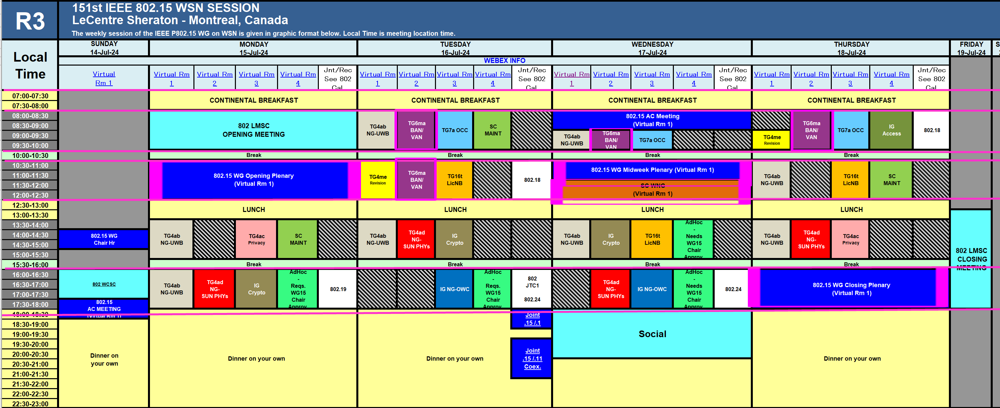 R3
151st IEEE 802.15 WSN SESSION
LeCentre Sheraton - Montreal, Canada
The weekly session of the IEEE P802.15 WG on WSN is given in graphic format below. Local Time is meeting location time.
Local
Time
SUNDAY
14-Jul-24
MONDAY
15-Jul-24
TUESDAY
16-Jul-24
WEDNESDAY
17-Jul-24
THURSDAY
18-Jul-24
FRIDAY
19-Jul-24
WEBEX INFO
Virtual
Rm 1
Virtual Rm
1
Virtual Rm
2
Virtual Rm
3
Virtual Rm
4
Jnt/Rec
See 802
Cal
Virtual Rm
1
Virtual Rm
2
Virtual Rm
3
Virtual Rm
4
Jnt/Rec
See 802
Cal
Virtual Rm
1
Virtual Rm
2
Virtual Rm
3
Virtual Rm
4
Jnt/Rec
See 802
Cal
Virtual Rm
1
Virtual Rm
2
Virtual Rm
3
Virtual Rm
4
Jnt/Rec
See 802
Cal
07:00-07:30
07:30-08:00
CONTINENTAL BREAKFAST
CONTINENTAL BREAKFAST
CONTINENTAL BREAKFAST
CONTINENTAL BREAKFAST
08:00-08:30
08:30-09:00
09:00-09:30
09:30-10:00
802 LMSC
OPENING MEETING
TG4ab
NG-UWB
TG6ma
BAN/
VAN
TG7a OCC
SC
MAINT
802.15 AC Meeting
(Virtual Rm 1)
TG4ab
NG-UWB
TG6ma
BAN/
VAN
TG7a OCC
TG4me
Revision
TG6ma
BAN/
VAN
TG7a OCC
IG
Access
802.18
10:00-10:30
Break
Break
Break
Break
10:30-11:00
11:00-11:30
11:30-12:00
12:00-12:30
802.15 WG Opening Plenary
(Virtual Rm 1)
TG4me
Revision
TG6ma
BAN/
VAN
TG16t
LicNB
802.18
802.15 WG Midweek Plenary (Virtual Rm 1)
SC WNG
(Virtual Rm 1)
TG4ab
NG-UWB
TG16t
LicNB
SC
MAINT
12:30-13:00
13:00-13:30
LUNCH
LUNCH
LUNCH
LUNCH
13:30-14:00
14:00-14:30
14:30-15:00
15:00-15:30
802.15 WG
Chair Hr
TG4ab
NG-UWB
TG4ac
Privacy
SC
MAINT
TG4ab
NG-UWB
TG4ad
NG-
SUN PHYs
IG
Crypto
TG4ab
NG-UWB
IG
Crypto
TG16t
LicNB
AdHoc
-
Needs
WG15
Chair
Approv
TG4ab
NG-UWB
TG4ad
NG-
SUN PHYs
TG4ac
Privacy
802 LMSC
CLOSING
MEETING
15:30-16:00
Break
Break
Break
Break
16:00-16:30
16:30-17:00
17:00-17:30
17:30-18:00
802 WCSC
802.15
AC MEETING
(Virtual Rm 1)
TG4ab
NG-UWB
TG4ad
NG-
SUN PHYs
IG
Crypto
AdHoc
-
Reqs.
WG15
Chair
Approv
802.19
IG NG-OWC
AdHoc
-
Reqs.
WG15
Chair
Approv
802
JTC1
802.24
TG4ad
NG-
SUN PHYs
IG NG-OWC
AdHoc
-
Needs
WG15
Chair
Approv
802.24
802.15 WG Closing Plenary
(Virtual Rm 1)
18:00-18:30
18:30-19:00
19:00-19:30
19:30-20:00
20:00-20:30
20:30-21:00
21:00-21:30
21:30-22:00
22:00-22:30
22:30-23:00
Dinner on
your own
Dinner on your own
Dinner on your own
Joint
.15 /.1
Joint
.15 /.11
Coex.
Social
Dinner on your own